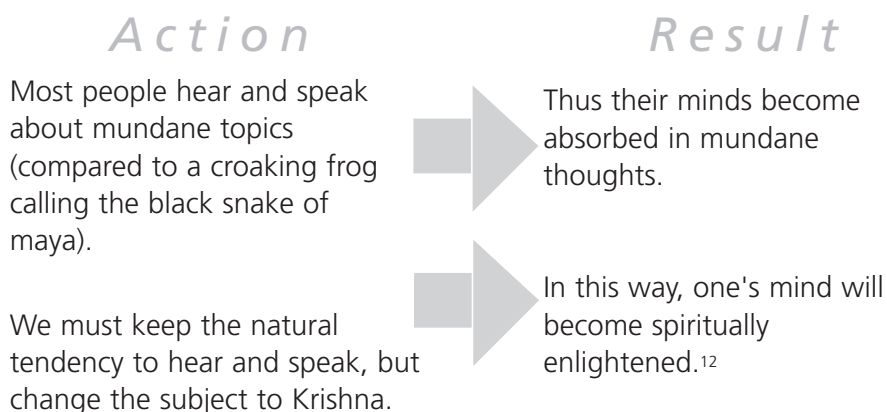 Action
Result
Most people hear and speak
about mundane topics
(compared to a croaking frog
calling the black snake of
maya).
Thus their minds become
absorbed in mundane
thoughts.
We must keep the natural
tendency to hear and speak, but
change the subject to Krishna.
In this way, one's mind will
become spiritually
enlightened.12